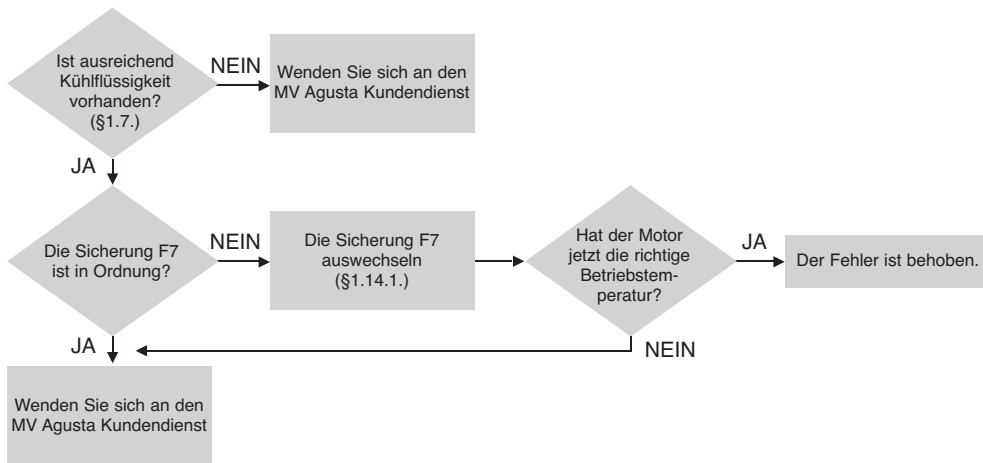 Ist ausreichend
Kühlflüssigkeit
vorhanden?
(§1.7.)
NEIN
Wenden Sie sich an den
MV Agusta Kundendienst
JA
Die Sicherung F7
ist in Ordnung?
NEIN
Die Sicherung F7
auswechseln
(§1.14.1.)
Hat der Motor
jetzt die richtige
Betriebstem-
peratur?
JA
Der Fehler ist behoben.
JA
NEIN
Wenden Sie sich an den
MV Agusta Kundendienst